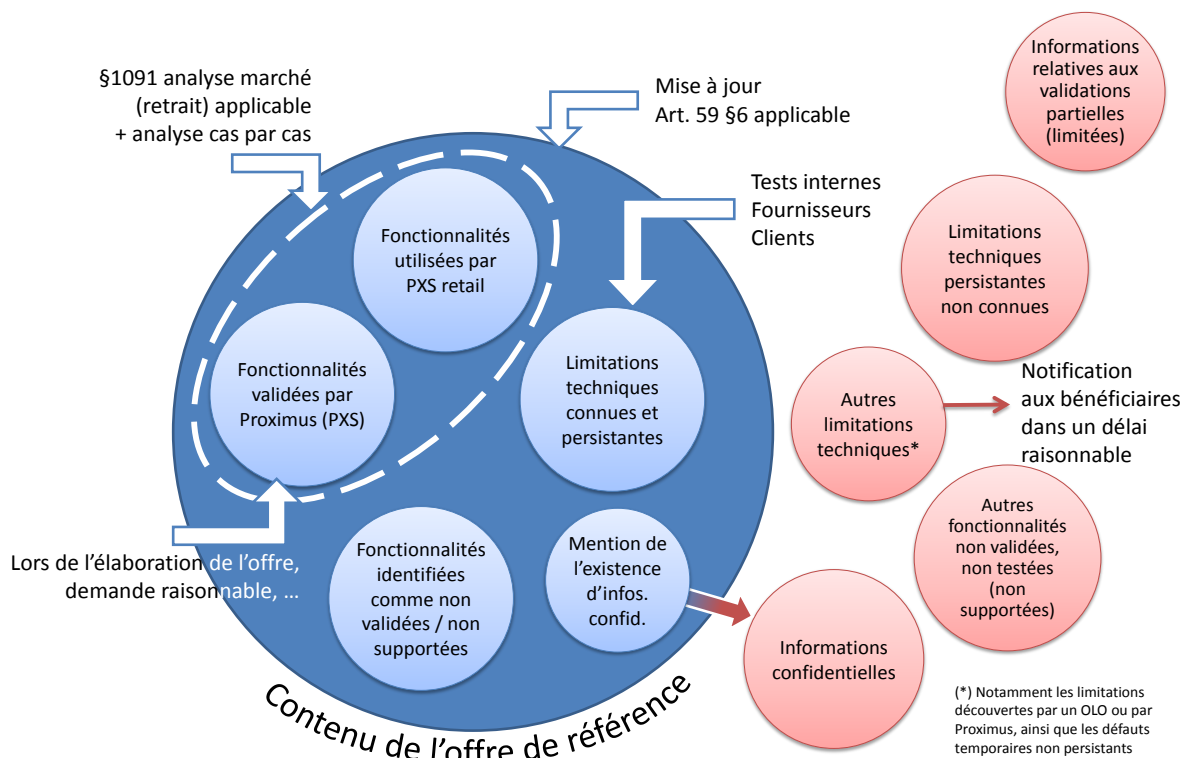 §1091 analyse marché
(retrait) applicable
+ analyse cas par cas
Mise à jour
Art. 59 §6 applicable
Informations
relatives aux
validations
partielles
(limitées)
Tests internes
Fournisseurs
Clients
Fonctionnalités
utilisées par
PXS retail
Limitations
techniques
persistantes
non connues
Fonctionnalités
validées par
Proximus (PXS)
Limitations
techniques
connues et
persistantes
Autres
limitations
techniques*
Notification
aux bénéficiaires
dans un délai
raisonnable
Lors de l'élaboration de l'offre,
demande raisonnable, …
Fonctionnalités
identifiées
comme non
validées / non
supportées
Mention de
l'existence
d'infos.
confid.
Autres
fonctionnalités
non validées,
non testées
(non
supportées)
Informations
confidentielles
Contenu de l'offre de référence
(*) Notamment les limitations
découvertes par un OLO ou par
Proximus, ainsi que les défauts
temporaires non persistants